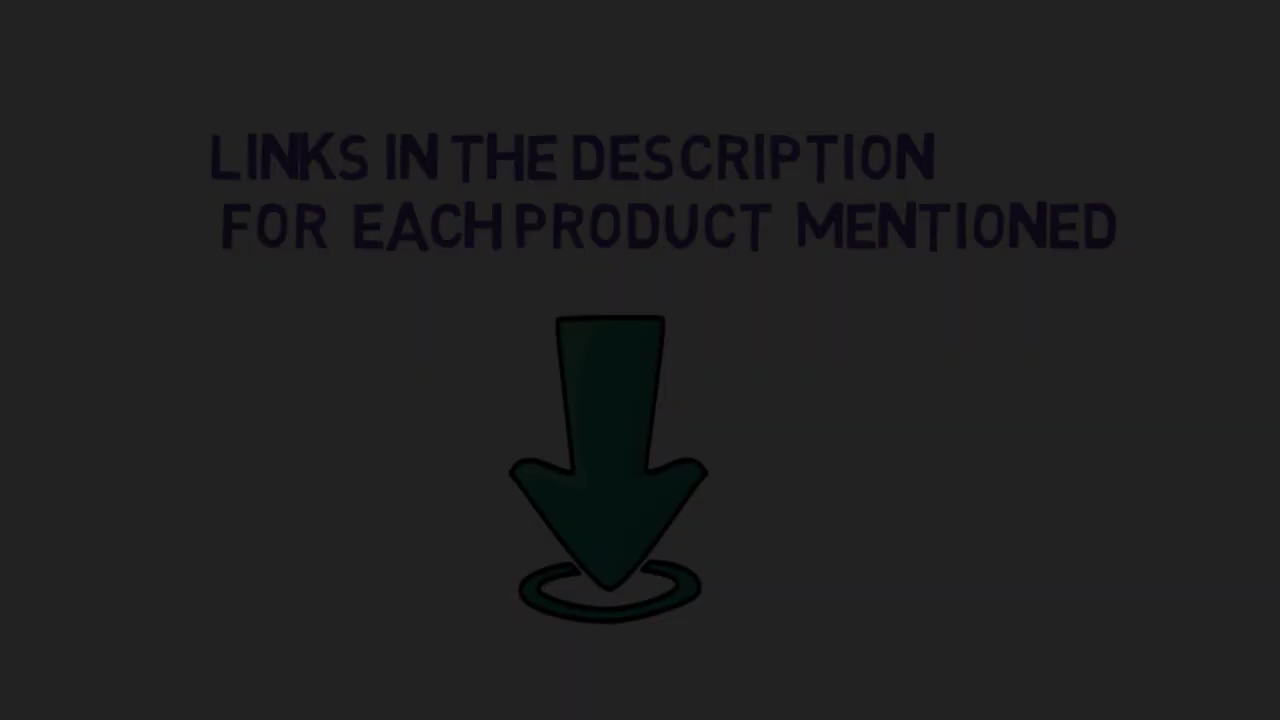 LINKS IN THE DESCRIPTION
FOR EACH PRODUCT MENTIONED